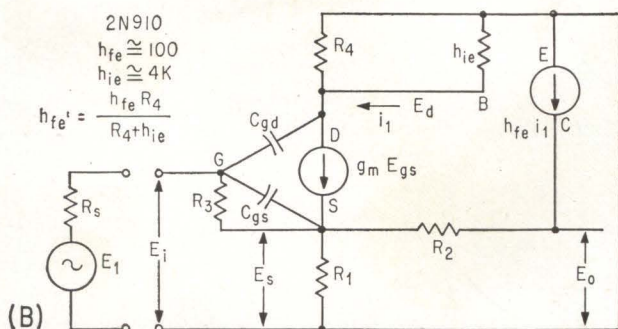 2N910
hfe ≅ 100
hie ≅ 4K
hfe' = hfe R4 / R4+hie
R4
hie
E
Cgd
D
i1
Ed
B
hfe i1
C
G
gm Egs
R3
Cgs
S
Rs
E1
Ei
Es
R1
R2
Eo
(B)